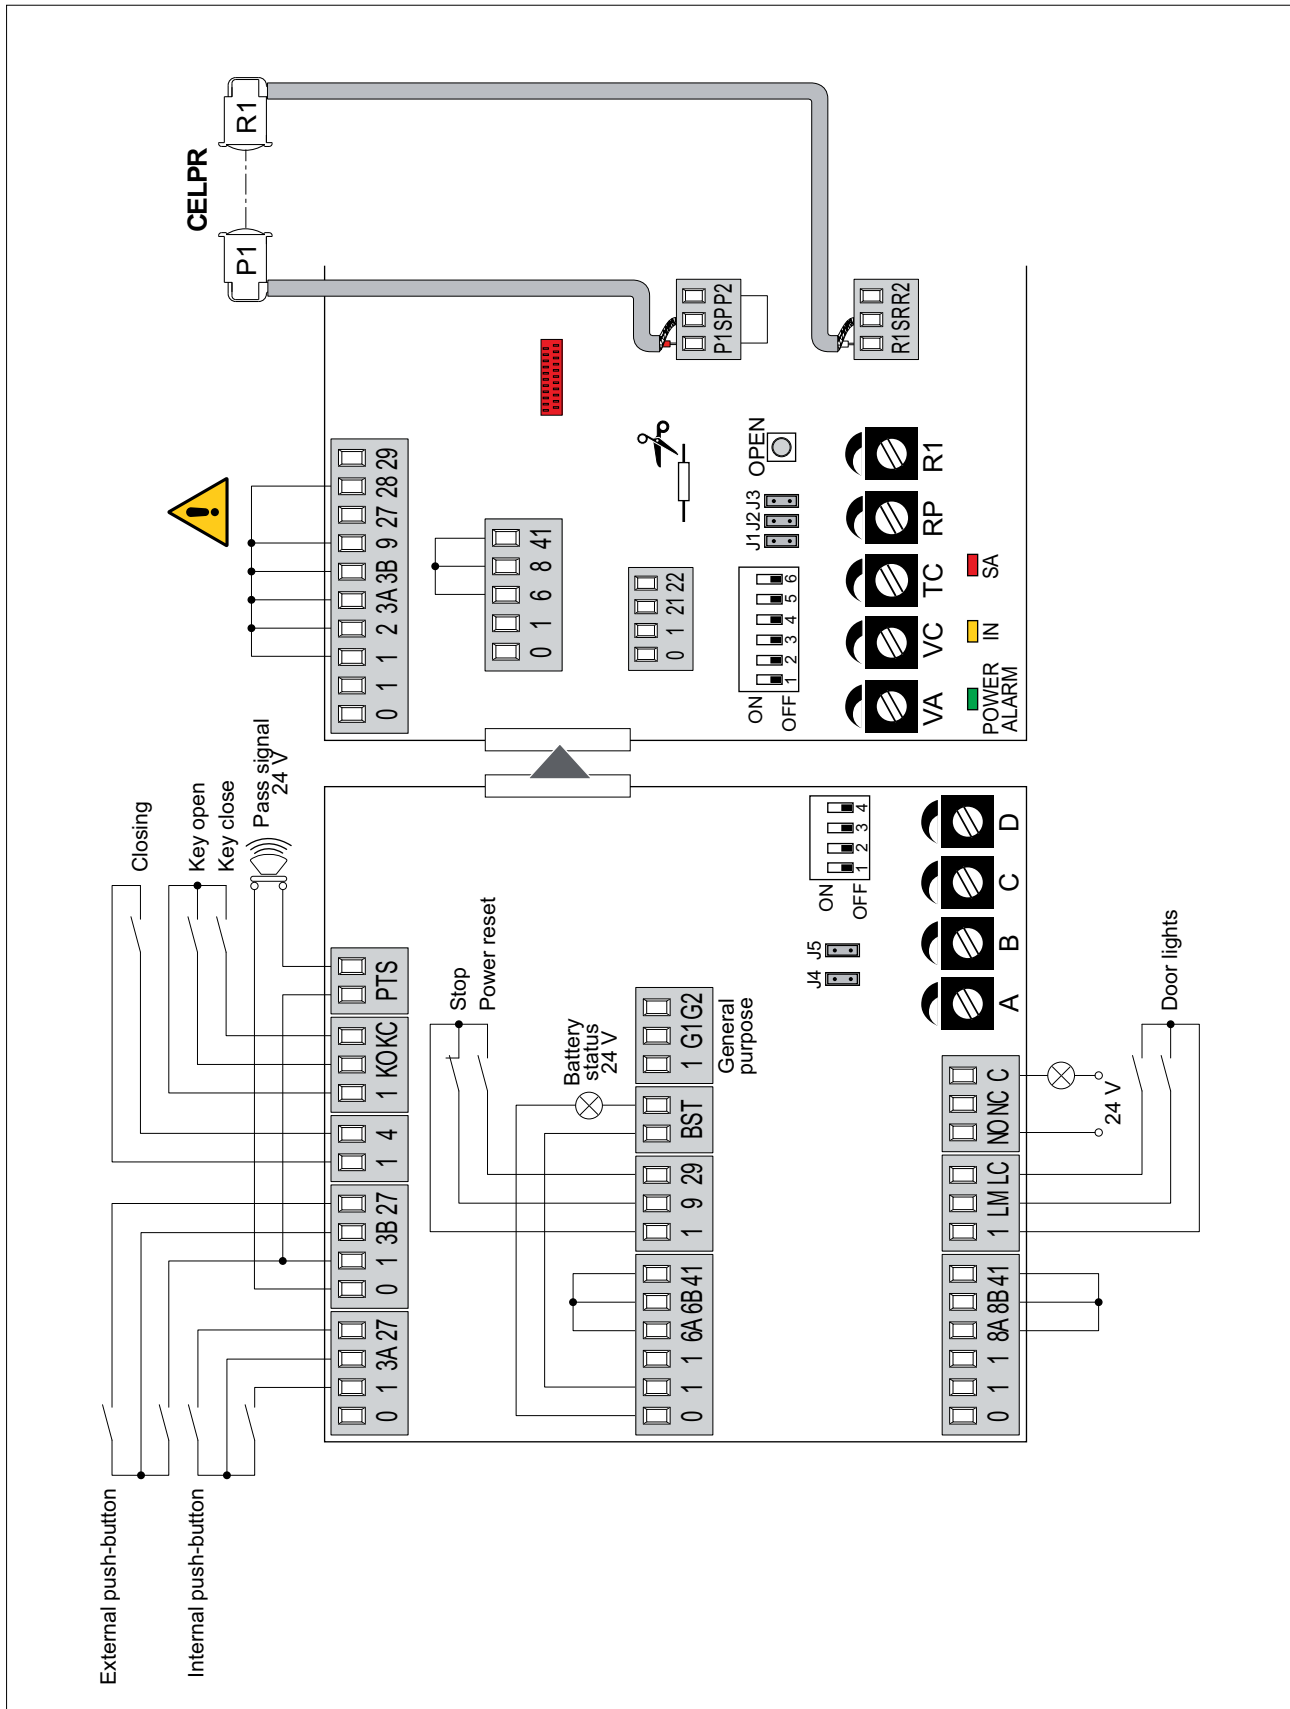 External push-button
Internal push-button
Closing
Key open
Key close
Pass signal
24 V
0 1 3A 27
0 1 3B 27
1 4
1 KO KC
PTS
Stop
Power reset
Battery
status
24 V
0 1 1 6A 6B 41
1 9 29
BST
1 G1 G2
General
purpose
J4 J5
ON
OFF
1 2 3 4
A B C D
0 1 1 8A 8B 41
1 LM LC
NO NC C
24 V
Door lights
CELPR
P1
R1
0 1 1 2 3A 3B 9 27 28 29
0 1 6 8 41
0 1 21 22
P1 SP P2
R1 SR R2
ON
OFF
1 2 3 4 5 6
J1 J2 J3
OPEN
VA VC TC RP R1
POWER
ALARM
IN
SA